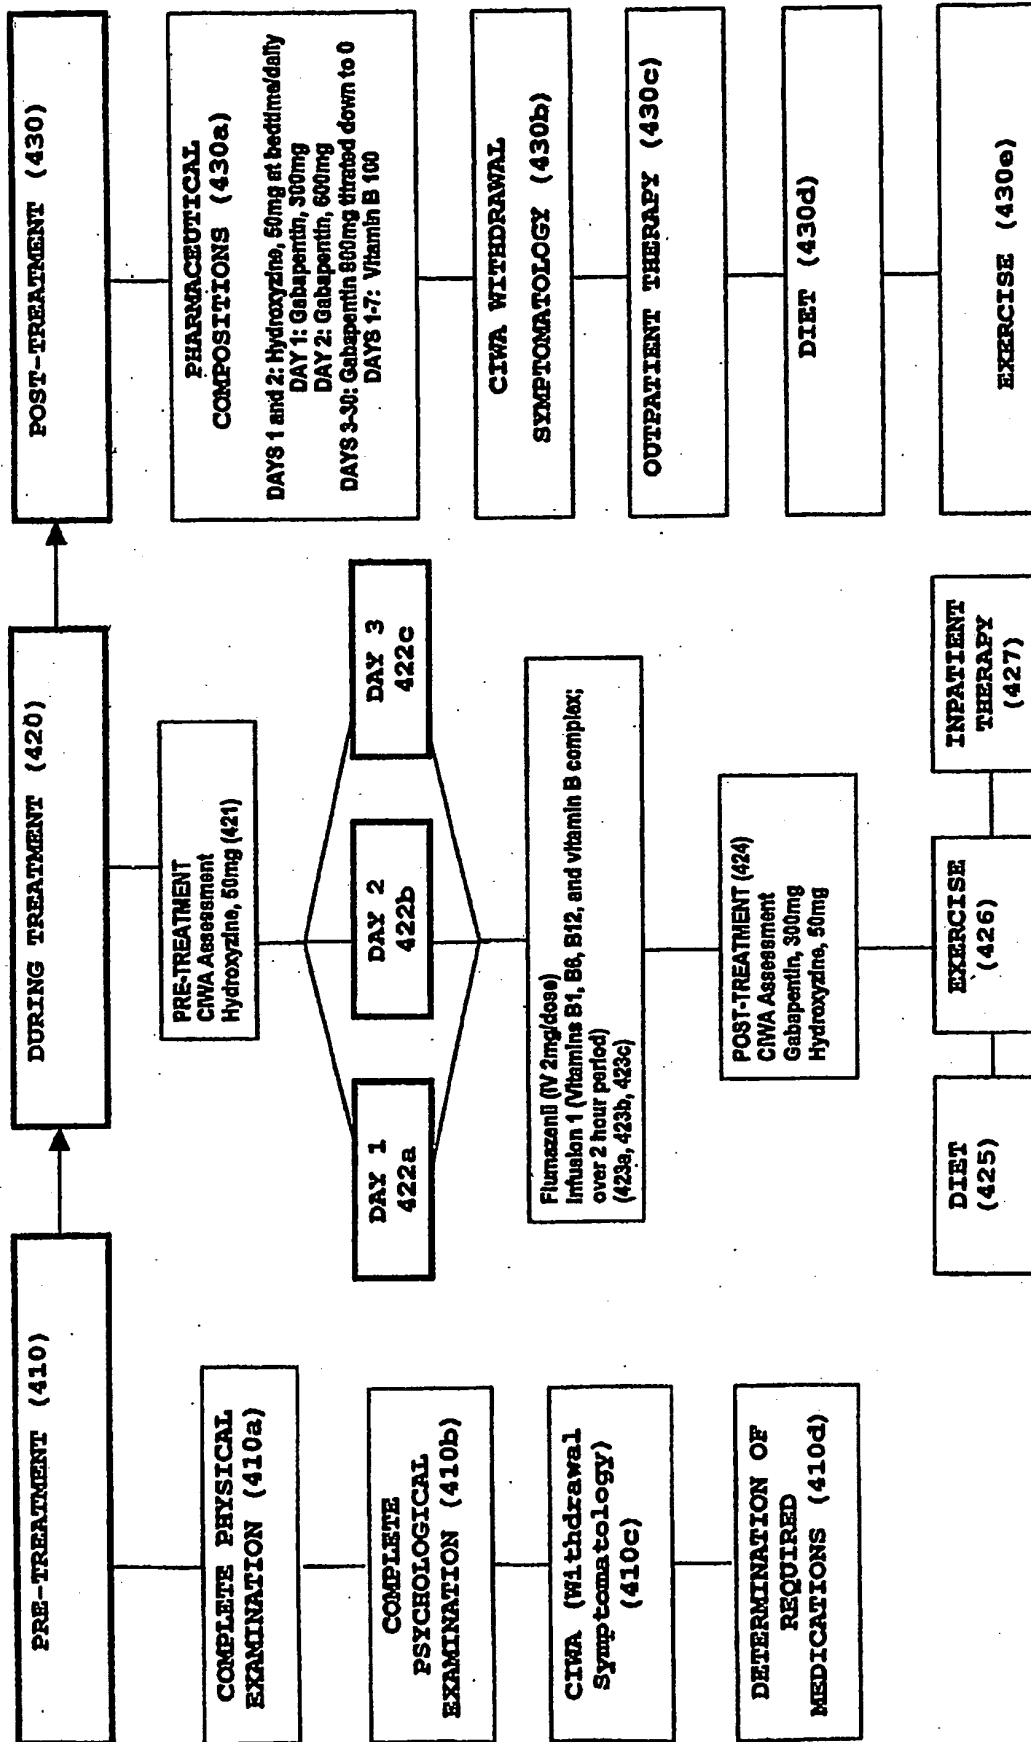 PRE-TREATMENT (410)
COMPLETE PHYSICAL
EXAMINATION (410a)
COMPLETE
PSYCHOLOGICAL
EXAMINATION (410b)
CIWA (Withdrawal
Symptomatology)
(410c)
DETERMINATION OF
REQUIRED
MEDICATIONS (410d)
DURING TREATMENT (420)
PRE-TREATMENT
CIWA Assessment
Hydroxyzine, 50mg (421)
DAY 1
422a
DAY 2
422b
DAY 3
422c
Flumazenil (IV 2mg/dose)
Infusion 1 (Vitamins B1, B6, B12, and vitamin B complex;
over 2 hour period)
(423a, 423b, 423c)
POST-TREATMENT (424)
CIWA Assessment
Gabapentin, 300mg
Hydroxyzine, 50mg
DIET
(425)
EXERCISE
(426)
INPATIENT
THERAPY
(427)
POST-TREATMENT (430)
PHARMACEUTICAL
COMPOSITIONS (430a)
DAYS 1 and 2: Hydroxyzine, 50mg at bedtime/daily
DAY 1: Gabapentin, 300mg
DAY 2: Gabapentin, 600mg
DAYS 3-30: Gabapentin 900mg titrated down to 0
DAYS 1-7: Vitamin B 100
CIWA WITHDRAWAL
SYMPTOMATOLOGY (430b)
OUTPATIENT THERAPY (430c)
DIET (430d)
EXERCISE (430e)